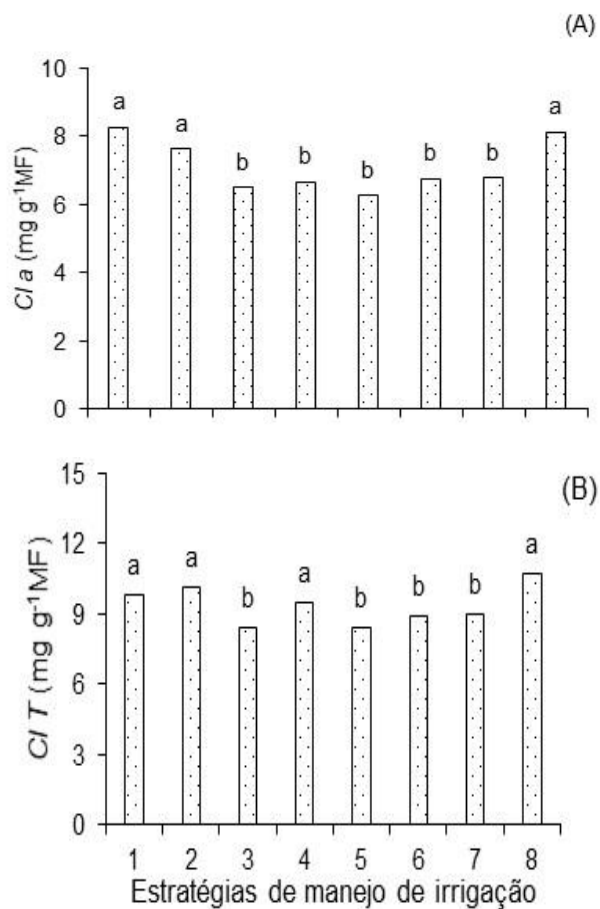 (A)
10
8
6
4
2
0
Cl a (mg g⁻¹MF)
a
a
b
b
b
b
b
a
(B)
15
12
9
6
3
0
Cl T (mg g⁻¹MF)
a
a
b
a
b
b
b
a
1 2 3 4 5 6 7 8
Estratégias de manejo de irrigação